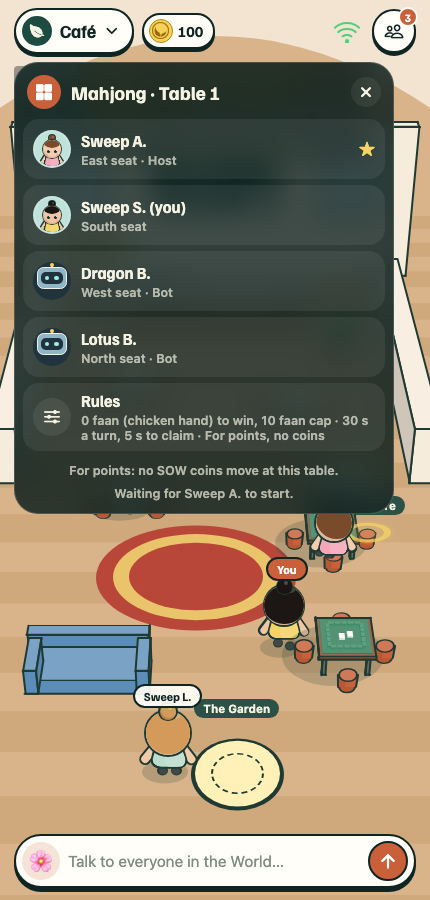 Café
100
3
Mahjong · Table 1
Sweep A.
East seat · Host
Sweep S. (you)
South seat
Dragon B.
West seat · Bot
Lotus B.
North seat · Bot
Rules
0 faan (chicken hand) to win, 10 faan cap · 30 s
a turn, 5 s to claim · For points, no coins
For points: no SOW coins move at this table.
Waiting for Sweep A. to start.
You
Sweep L.
The Garden
Talk to everyone in the World...